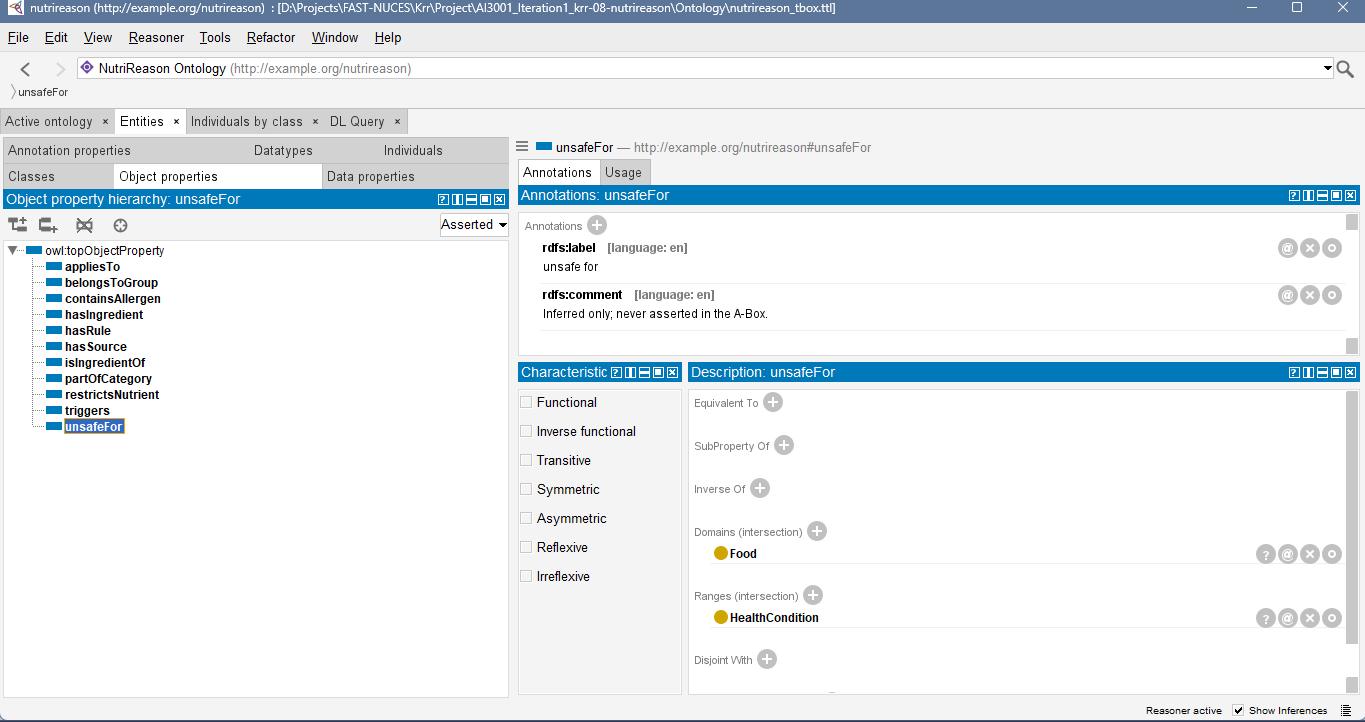 nutrireason (http://example.org/nutrireason) : [D:\Projects\FAST-NUCES\Krr\Project\AI3001_Iteration1_krr-08-nutrireason\Ontology\nutrireason_tbox.ttl]
File Edit View Reasoner Tools Refactor Window Help
NutriReason Ontology (http://example.org/nutrireason)
unsafeFor
Active ontology × Entities × Individuals by class × DL Query ×
Annotation properties Datatypes Individuals
Classes Object properties Data properties
Object property hierarchy: unsafeFor
Asserted
owl:topObjectProperty
appliesTo
belongsToGroup
containsAllergen
hasIngredient
hasRule
hasSource
isIngredientOf
partOfCategory
restrictsNutrient
triggers
unsafeFor
unsafeFor — http://example.org/nutrireason#unsafeFor
Annotations Usage
Annotations: unsafeFor
Annotations
rdfs:label [language: en]
unsafe for
rdfs:comment [language: en]
Inferred only; never asserted in the A-Box.
Characteristic
Functional
Inverse functional
Transitive
Symmetric
Asymmetric
Reflexive
Irreflexive
Description: unsafeFor
Equivalent To
SubProperty Of
Inverse Of
Domains (intersection)
Food
Ranges (intersection)
HealthCondition
Disjoint With
Reasoner active Show Inferences